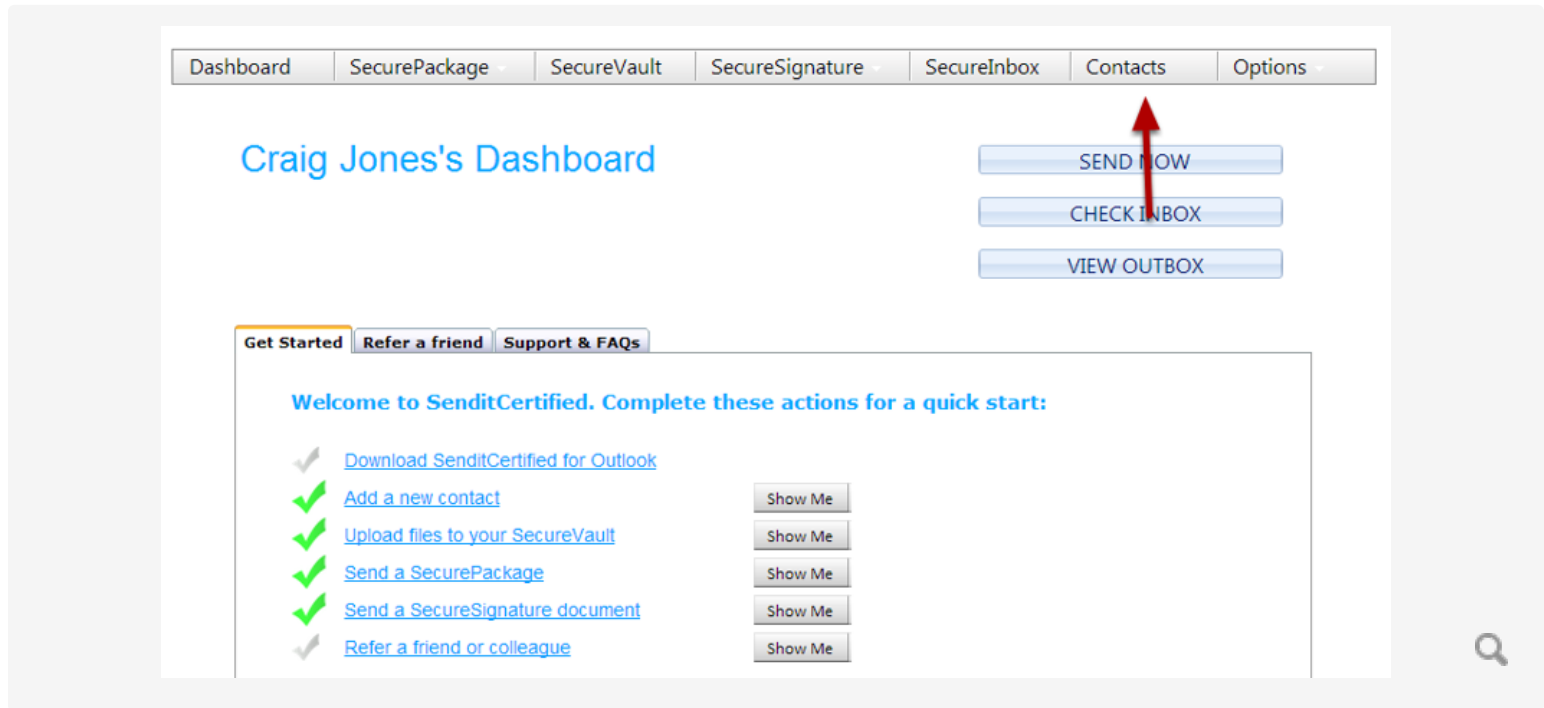 Dashboard SecurePackage SecureVault SecureSignature SecureInbox Contacts Options
Craig Jones's Dashboard
SEND NOW
CHECK INBOX
VIEW OUTBOX
Get Started Refer a friend Support & FAQs
Welcome to SenditCertified. Complete these actions for a quick start:
Download SenditCertified for Outlook
Add a new contact Show Me
Upload files to your SecureVault Show Me
Send a SecurePackage Show Me
Send a SecureSignature document Show Me
Refer a friend or colleague Show Me